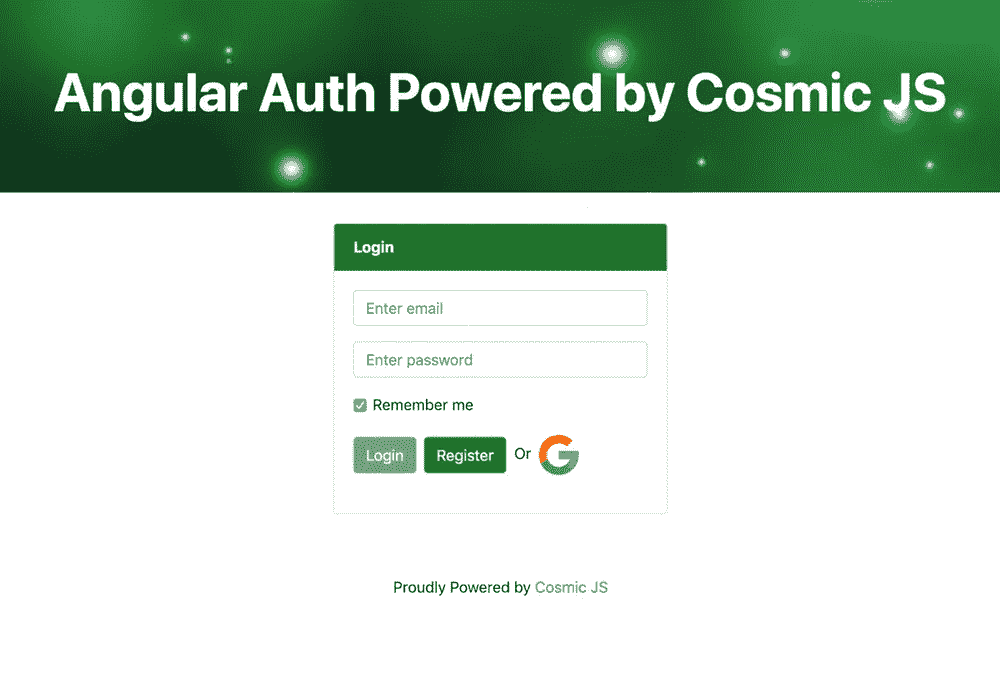 Angular Auth Powered by Cosmic JS
Login
Enter email
Enter password
Remember me
Login Register Or
Proudly Powered by Cosmic JS